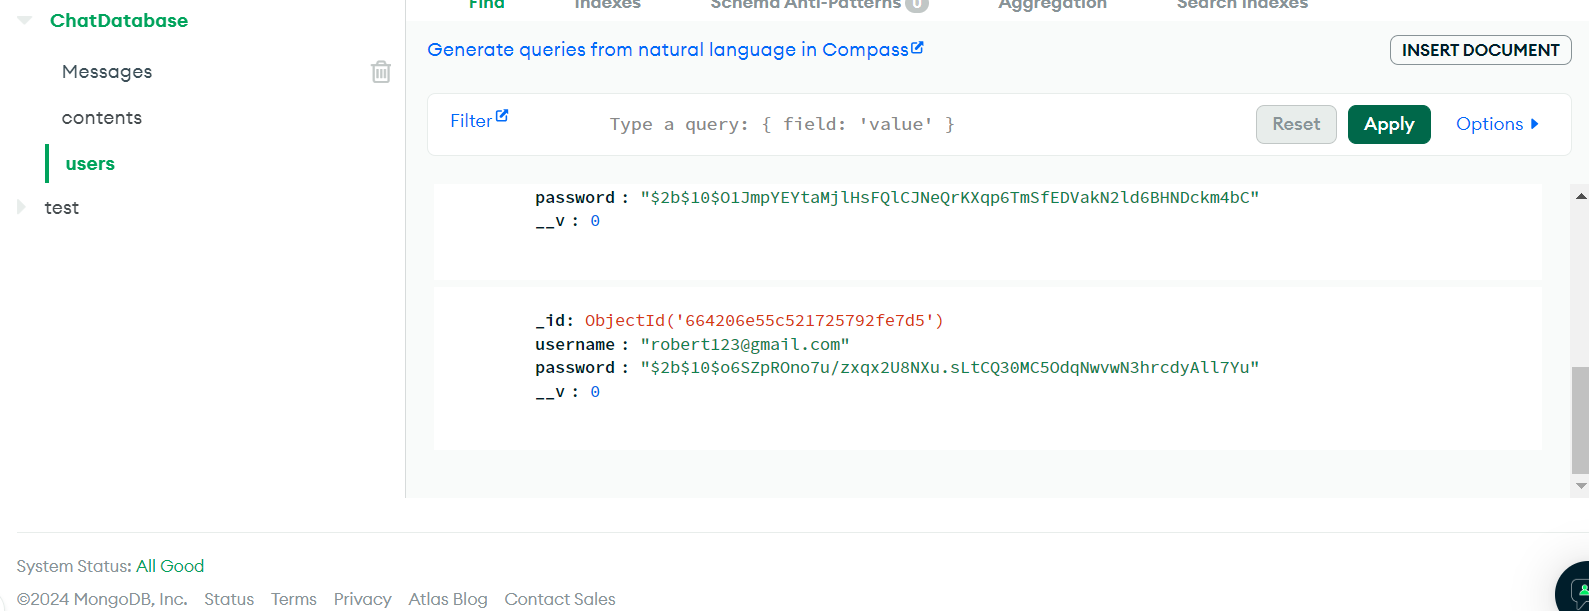 ChatDatabase
Messages
contents
users
test
Find Indexes Schema Anti-Patterns 0 Aggregation Search Indexes
Generate queries from natural language in Compass
INSERT DOCUMENT
Filter Type a query: { field: 'value' } Reset Apply Options
password : "$2b$10$O1JmpYEYtaMjlHsFQlCJNeQrKXqp6TmSfEDVakN2ld6BHNDckm4bC"
__v : 0
_id: ObjectId('664206e55c521725792fe7d5')
username : "robert123@gmail.com"
password : "$2b$10$o6SZpROno7u/zxqx2U8NXu.sLtCQ30MC5OdqNwvwN3hrcdyAll7Yu"
__v : 0
System Status: All Good
©2024 MongoDB, Inc. Status Terms Privacy Atlas Blog Contact Sales